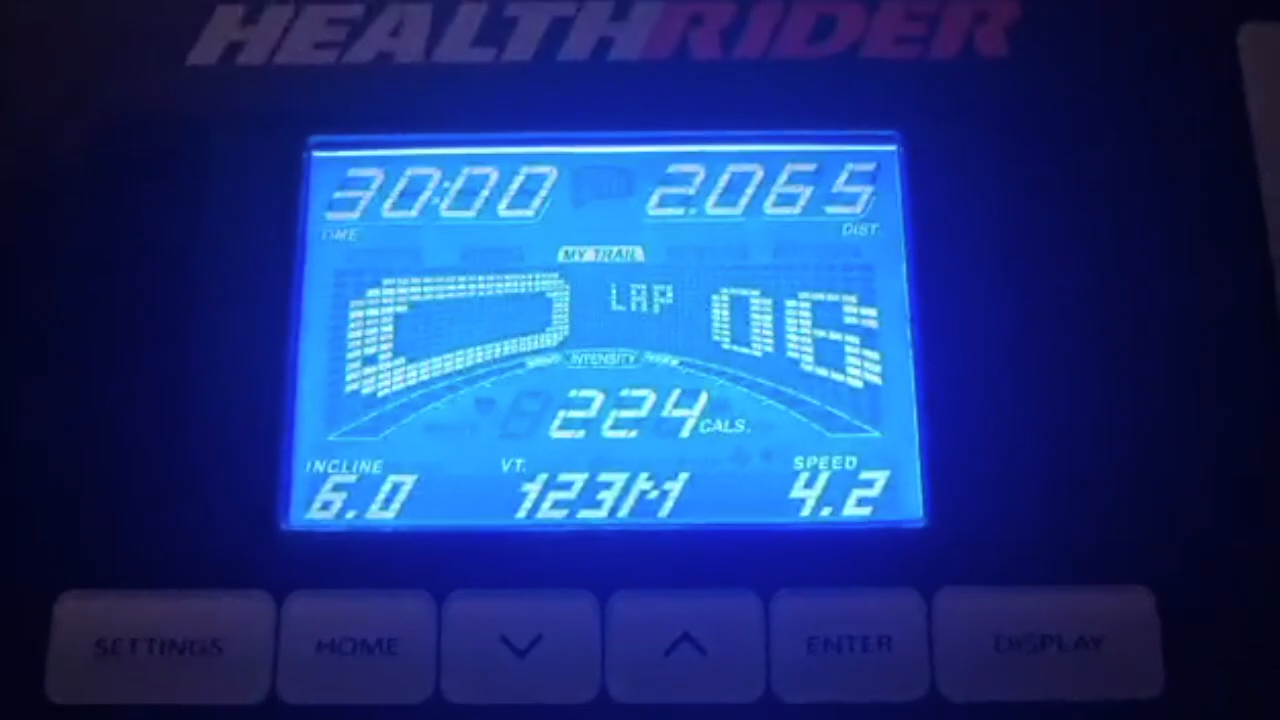 HEALTHRIDER
30:00 2.065
TIME DIST.
MY TRAIL
LAP 06
INTENSITY
224 CALS.
INCLINE VT. SPEED
6.0 123M 4.2
SETTINGS HOME ENTER DISPLAY